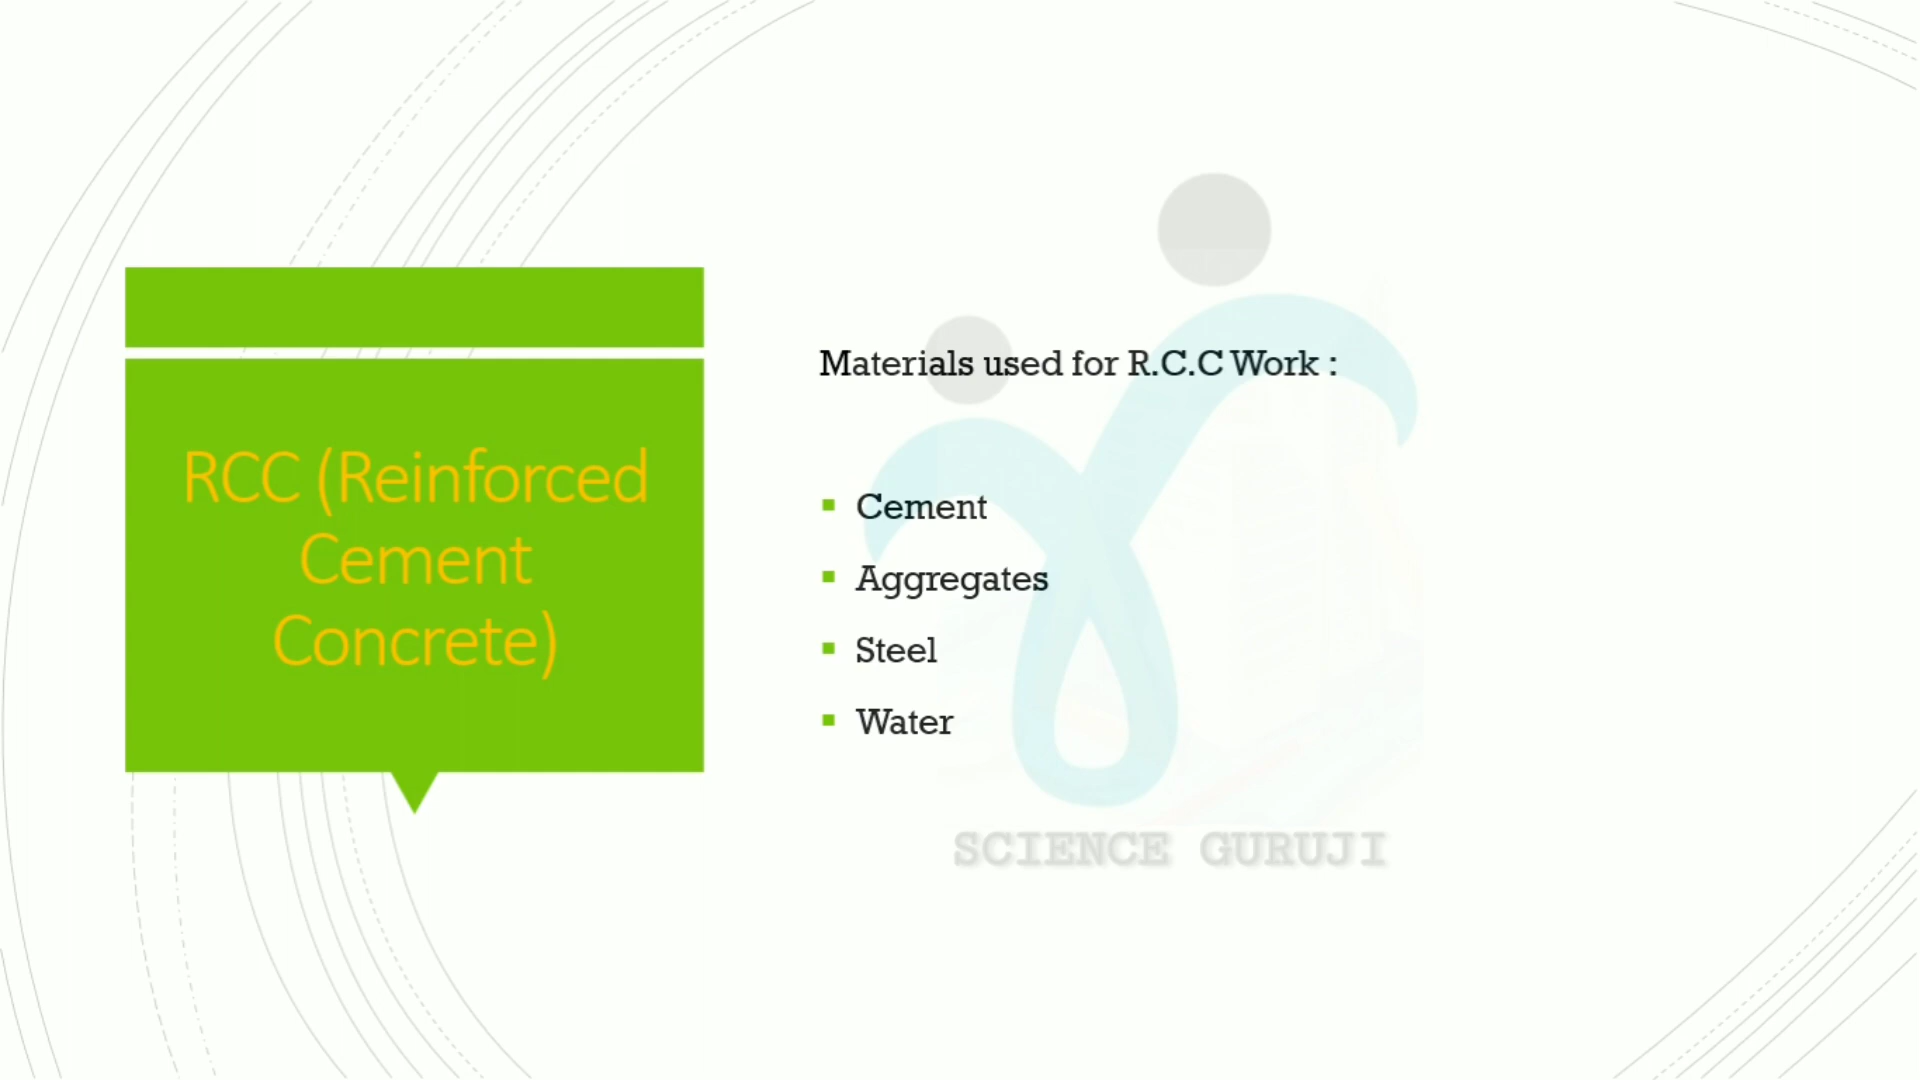 RCC (Reinforced
Cement
Concrete)
Materials used for R.C.C Work :
Cement
Aggregates
Steel
Water
SCIENCE GURUJI